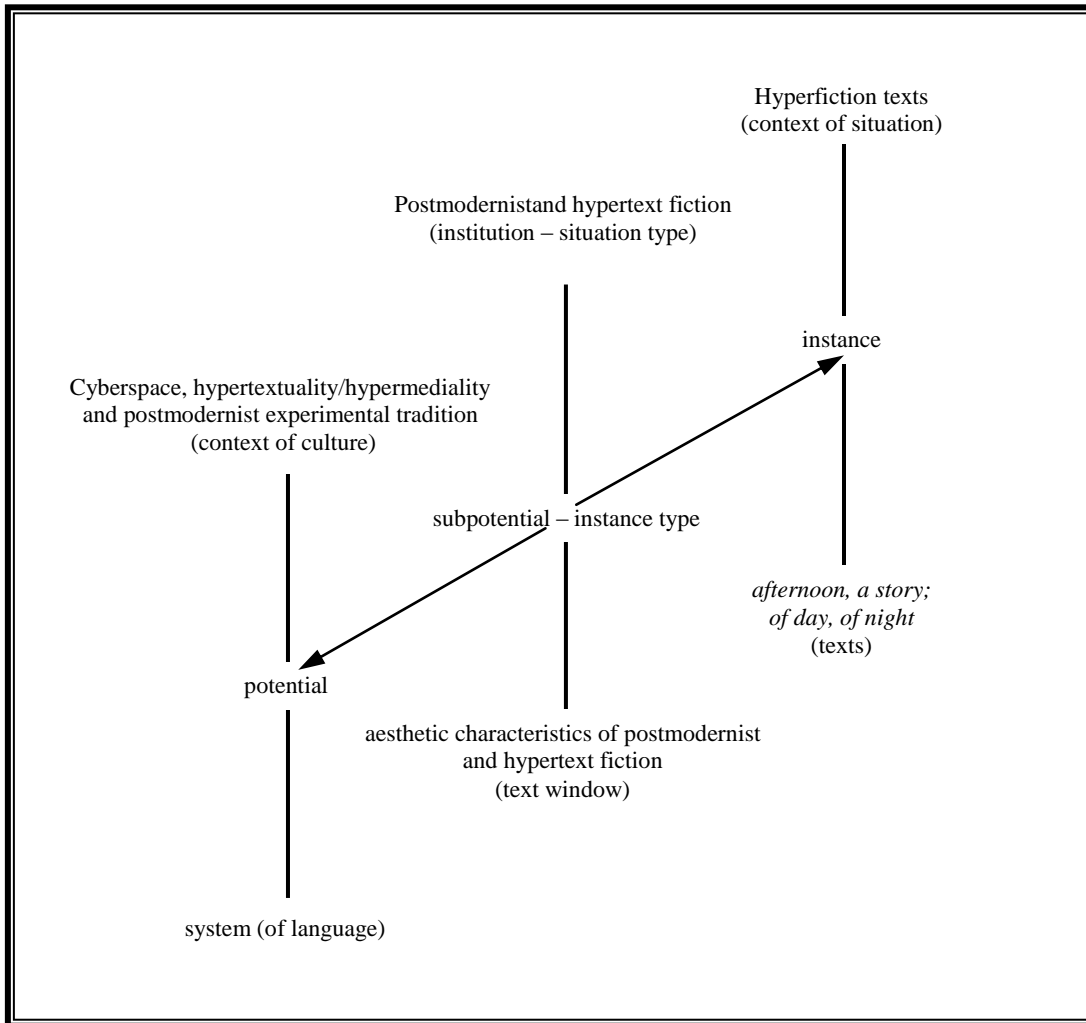 Hyperfiction texts
(context of situation)
Postmodernistand hypertext fiction
(institution – situation type)
instance
Cyberspace, hypertextuality/hypermediality
and postmodernist experimental tradition
(context of culture)
subpotential – instance type
afternoon, a story;
of day, of night
(texts)
potential
aesthetic characteristics of postmodernist
and hypertext fiction
(text window)
system (of language)